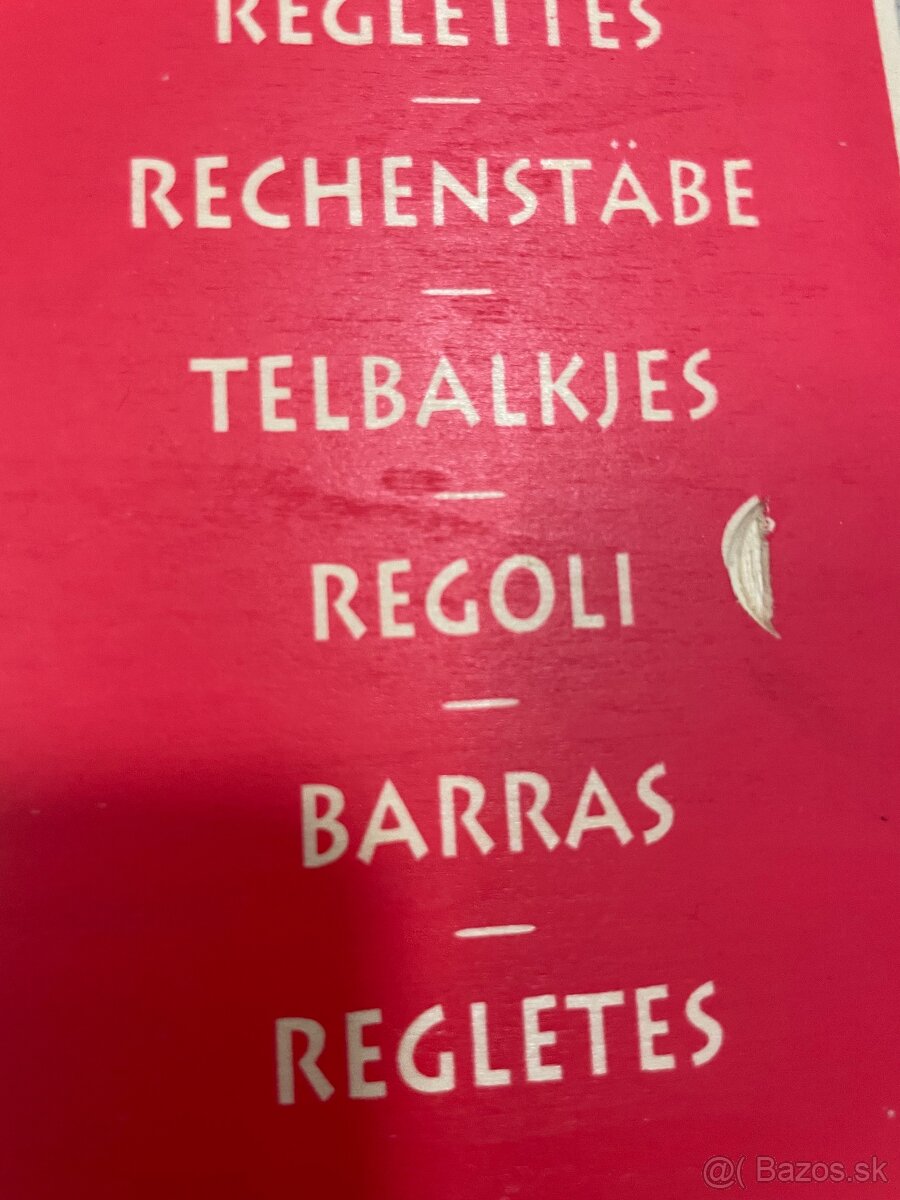 REGLETTES
RECHENSTÄBE
TELBALKJES
REGOLI
BARRAS
REGLETES
@( Bazos.sk